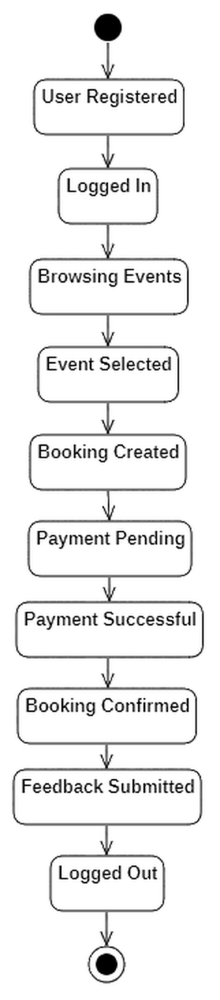 User Registered
Logged In
Browsing Events
Event Selected
Booking Created
Payment Pending
Payment Successful
Booking Confirmed
Feedback Submitted
Logged Out